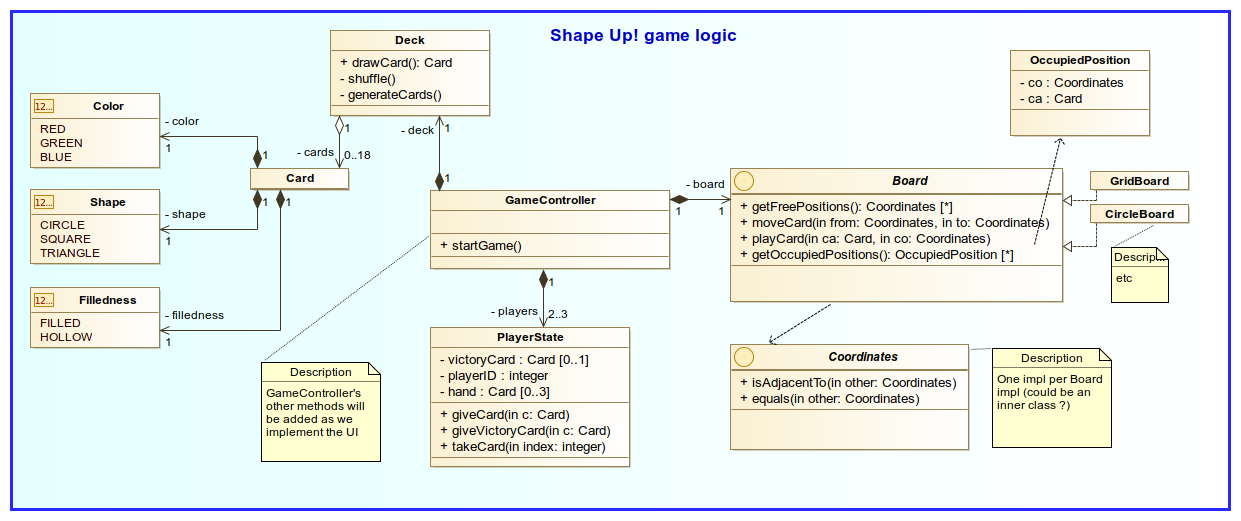 Shape Up! game logic
Deck
+ drawCard(): Card
- shuffle()
- generateCards()
1
- cards
0..18
- deck
1
1
12...
Color
RED
GREEN
BLUE
- color
1
1
12...
Shape
CIRCLE
SQUARE
TRIANGLE
- shape
1
1
12...
Filledness
FILLED
HOLLOW
- filledness
1
1
Card
GameController
+ startGame()
- board
1
1
1
- players
2..3
PlayerState
- victoryCard : Card [0..1]
- playerID : integer
- hand : Card [0..3]
+ giveCard(in c: Card)
+ giveVictoryCard(in c: Card)
+ takeCard(in index: integer)
Description
GameController's
other methods will
be added as we
implement the UI
OccupiedPosition
- co : Coordinates
- ca : Card
Board
+ getFreePositions(): Coordinates [*]
+ moveCard(in from: Coordinates, in to: Coordinates)
+ playCard(in ca: Card, in co: Coordinates)
+ getOccupiedPositions(): OccupiedPosition [*]
GridBoard
CircleBoard
Descrip...
etc
Coordinates
+ isAdjacentTo(in other: Coordinates)
+ equals(in other: Coordinates)
Description
One impl per Board
impl (could be an
inner class ?)